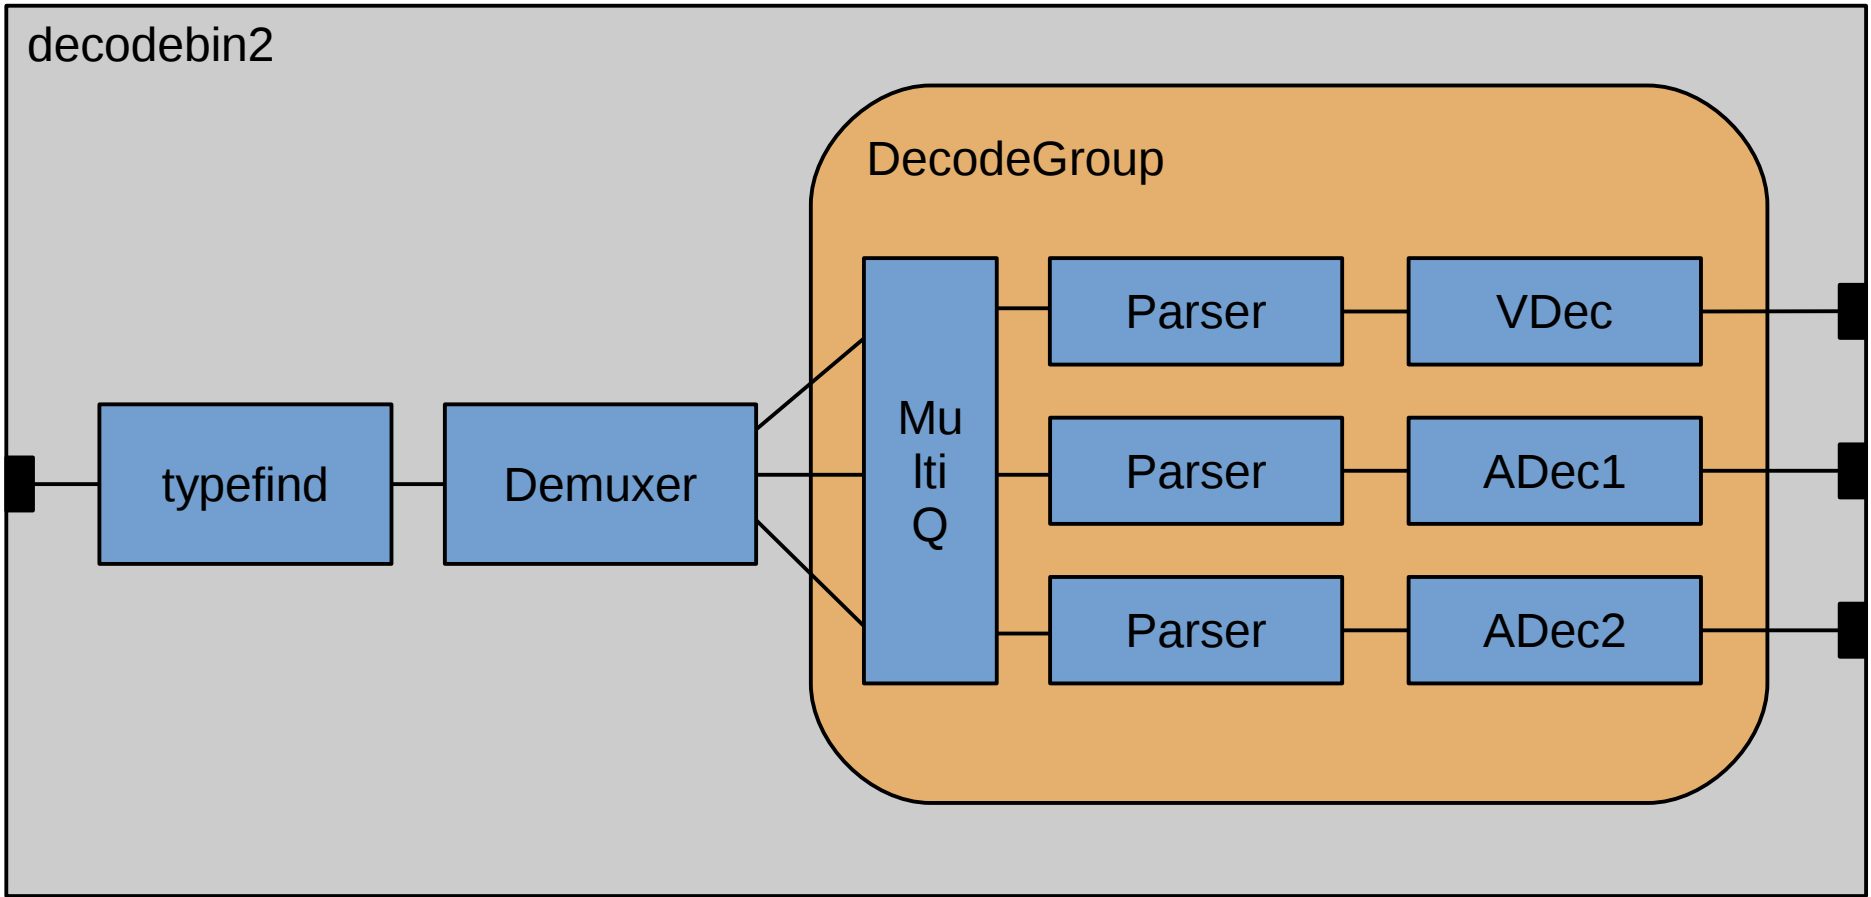 decodebin2
DecodeGroup
typefind
Demuxer
Mu
lti
Q
Parser
VDec
Parser
ADec1
Parser
ADec2